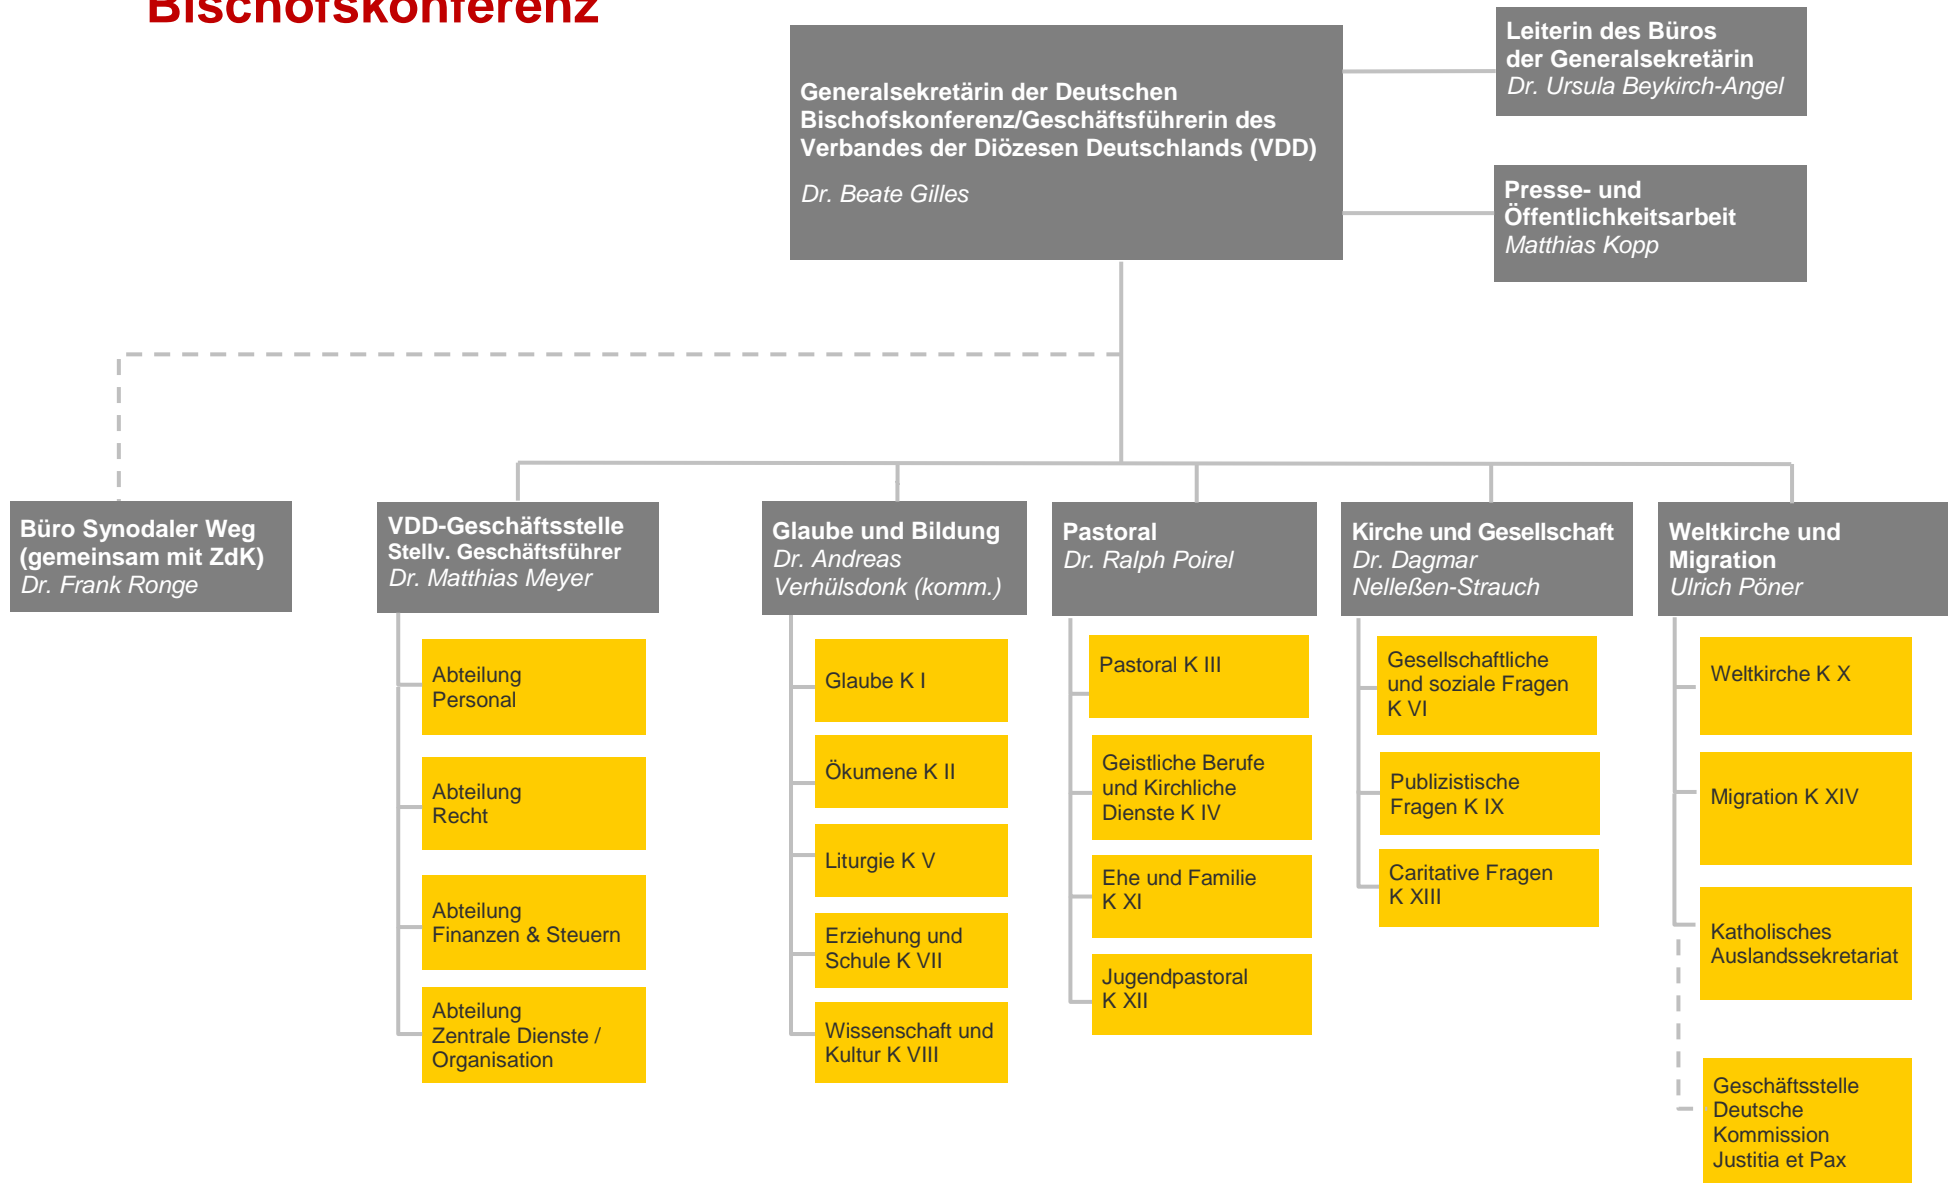 Bischofskonferenz
Generalsekretärin der Deutschen
Bischofskonferenz/Geschäftsführerin des
Verbandes der Diözesen Deutschlands (VDD)
Dr. Beate Gilles
Leiterin des Büros
der Generalsekretärin
Dr. Ursula Beykirch-Angel
Presse- und
Öffentlichkeitsarbeit
Matthias Kopp
Büro Synodaler Weg
(gemeinsam mit ZdK)
Dr. Frank Ronge
VDD-Geschäftsstelle
Stellv. Geschäftsführer
Dr. Matthias Meyer
Abteilung
Personal
Abteilung
Recht
Abteilung
Finanzen & Steuern
Abteilung
Zentrale Dienste /
Organisation
Glaube und Bildung
Dr. Andreas
Verhülsdonk (komm.)
Glaube K I
Ökumene K II
Liturgie K V
Erziehung und
Schule K VII
Wissenschaft und
Kultur K VIII
Pastoral
Dr. Ralph Poirel
Pastoral K III
Geistliche Berufe
und Kirchliche
Dienste K IV
Ehe und Familie
K XI
Jugendpastoral
K XII
Kirche und Gesellschaft
Dr. Dagmar
Nelleßen-Strauch
Gesellschaftliche
und soziale Fragen
K VI
Publizistische
Fragen K IX
Caritative Fragen
K XIII
Weltkirche und
Migration
Ulrich Pöner
Weltkirche K X
Migration K XIV
Katholisches
Auslandssekretariat
Geschäftsstelle
Deutsche
Kommission
Justitia et Pax